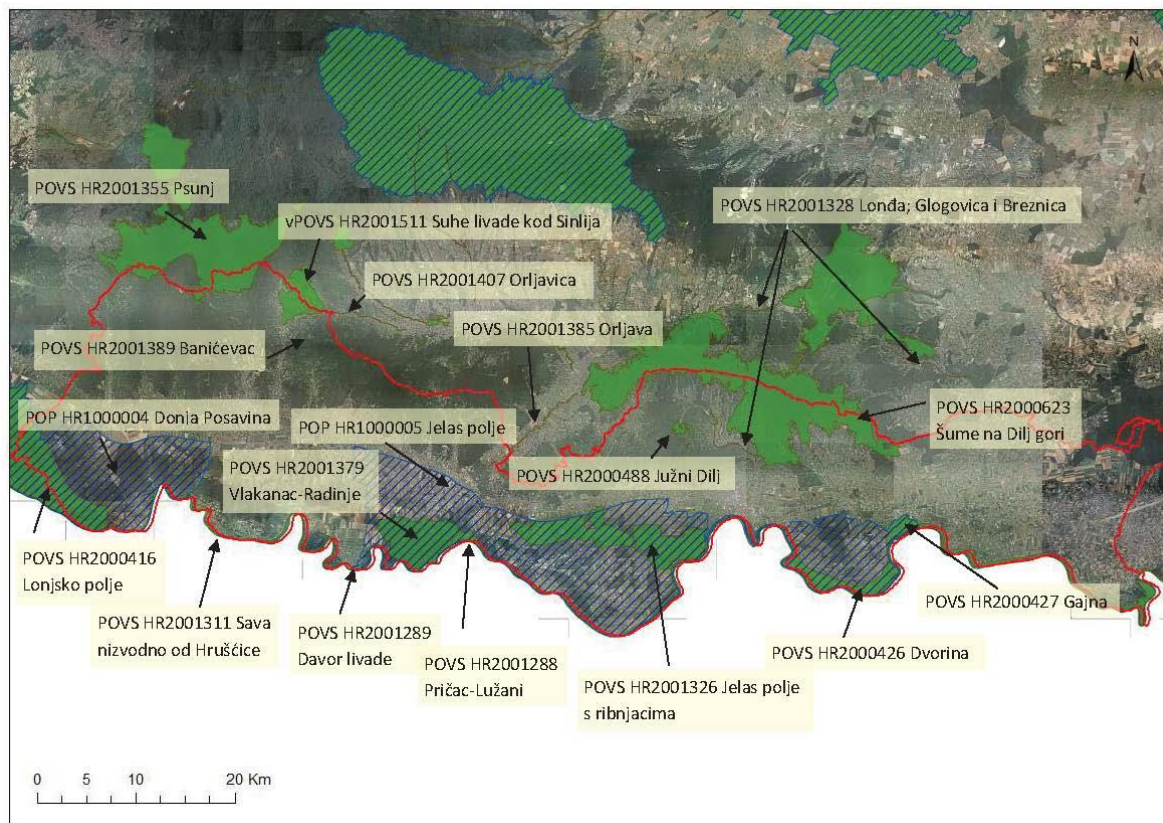 N
POVS HR2001355 Psunj
vPOVS HR2001511 Suhe livade kod Sinlija
POVS HR2001328 Lonđa; Glogovica i Breznica
POVS HR2001407 Orljavica
POVS HR2001385 Orljava
POVS HR2001389 Banićevac
POP HR1000004 Donja Posavina
POP HR1000005 Jelas polje
POVS HR2000623
Šume na Dilj gori
POVS HR2001379
Vlakanac-Radinje
POVS HR2000488 Južni Dilj
POVS HR2000416
Lonjsko polje
POVS HR2001311 Sava
nizvodno od Hrušćice
POVS HR2001289
Davor livade
POVS HR2001288
Pričac-Lužani
POVS HR2001326 Jelas polje
s ribnjacima
POVS HR2000426 Dvorina
POVS HR2000427 Gajna
0 5 10 20 Km